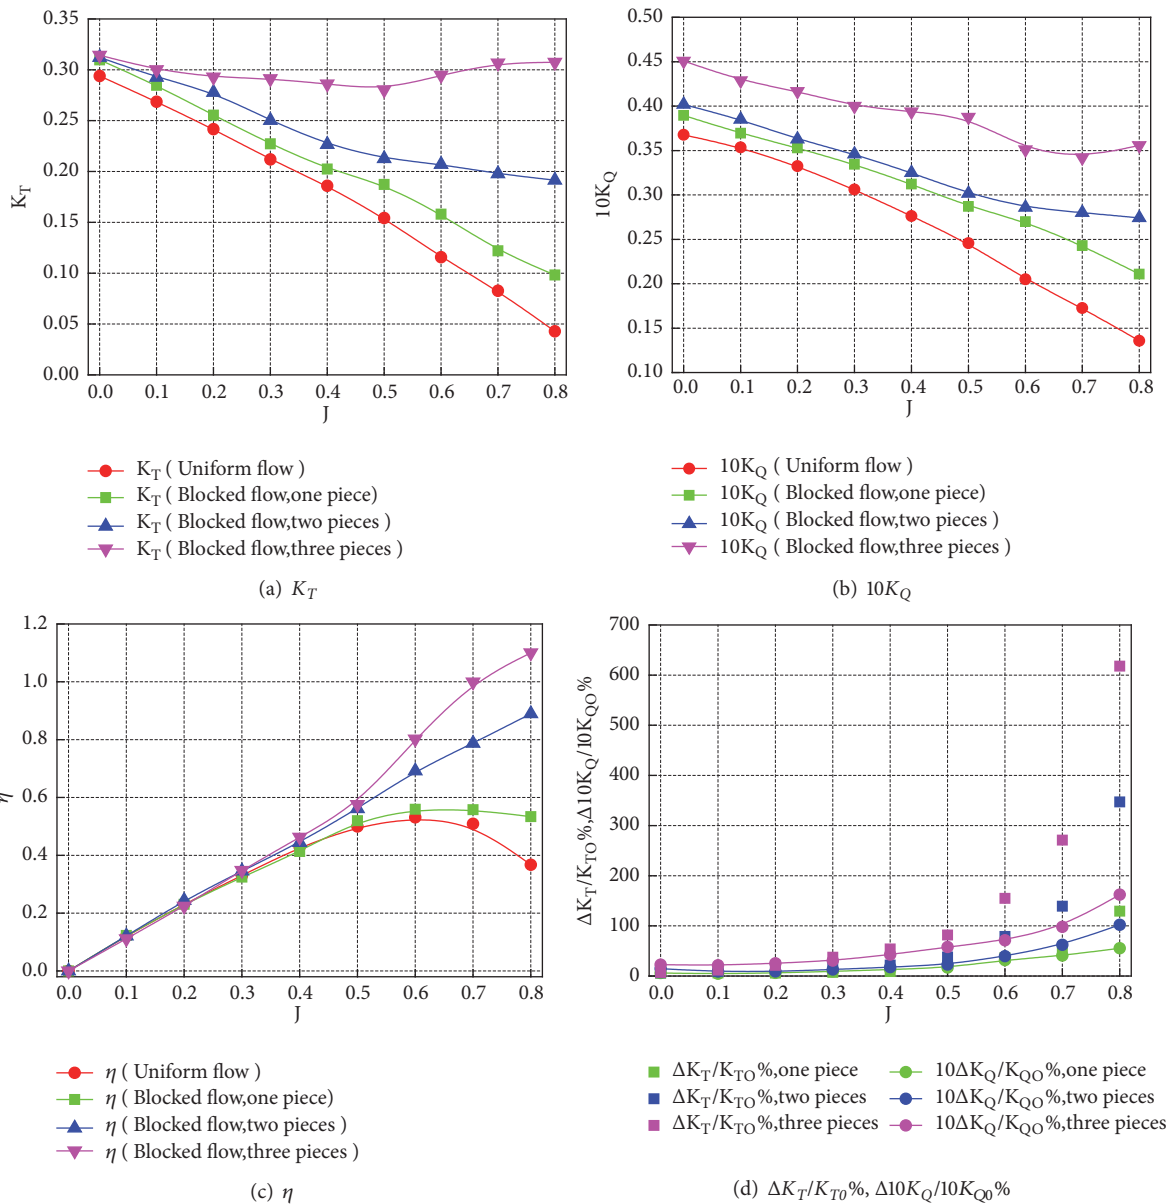 0.35
0.30
0.25
0.20
0.15
0.10
0.05
0.00
K_T
0.0 0.1 0.2 0.3 0.4 0.5 0.6 0.7 0.8
J
K_T ( Uniform flow )
K_T ( Blocked flow,one piece)
K_T ( Blocked flow,two pieces )
K_T ( Blocked flow,three pieces )
(a) K_T
0.50
0.45
0.40
0.35
0.30
0.25
0.20
0.15
0.10
10K_Q
0.0 0.1 0.2 0.3 0.4 0.5 0.6 0.7 0.8
J
10K_Q ( Uniform flow )
10K_Q ( Blocked flow,one piece)
10K_Q ( Blocked flow,two pieces )
10K_Q ( Blocked flow,three pieces )
(b) 10K_Q
1.2
1.0
0.8
0.6
0.4
0.2
0.0
η
0.0 0.1 0.2 0.3 0.4 0.5 0.6 0.7 0.8
J
η ( Uniform flow )
η ( Blocked flow,one piece)
η ( Blocked flow,two pieces )
η ( Blocked flow,three pieces )
(c) η
700
600
500
400
300
200
100
0
ΔK_T/K_TO%,Δ10K_Q/10K_QO%
0.0 0.1 0.2 0.3 0.4 0.5 0.6 0.7 0.8
J
ΔK_T/K_TO%,one piece
ΔK_T/K_TO%,two pieces
ΔK_T/K_TO%,three pieces
10ΔK_Q/K_QO%,one piece
10ΔK_Q/K_QO%,two pieces
10ΔK_Q/K_QO%,three pieces
(d) ΔK_T/K_T0%, Δ10K_Q/10K_Q0%